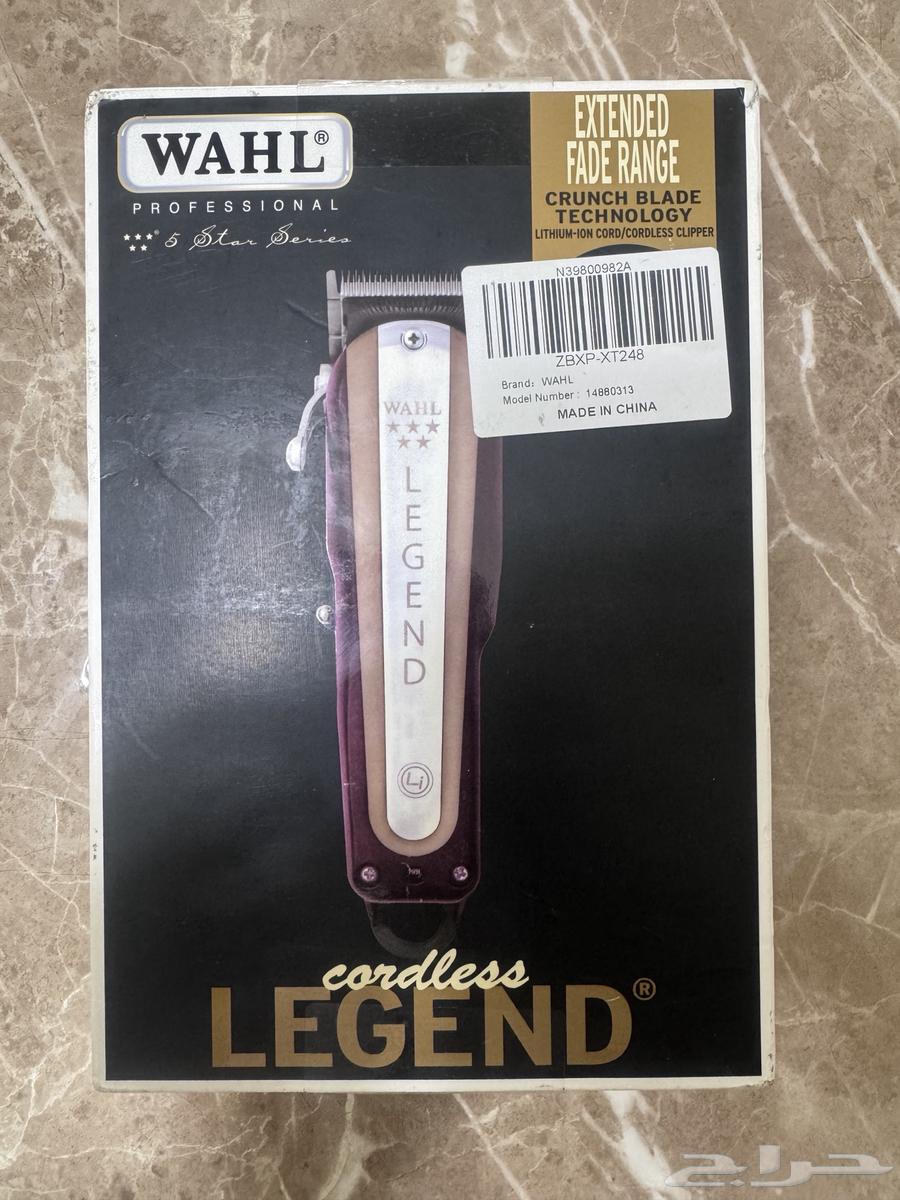 WAHL®
PROFESSIONAL
5 Star Series
EXTENDED
FADE RANGE
CRUNCH BLADE
TECHNOLOGY
LITHIUM-ION CORD/CORDLESS CLIPPER
N39800982A
ZBXP-XT248
Brand: WAHL
Model Number : 14880313
MADE IN CHINA
WAHL
LEGEND
Li
cordless
LEGEND®
حراج